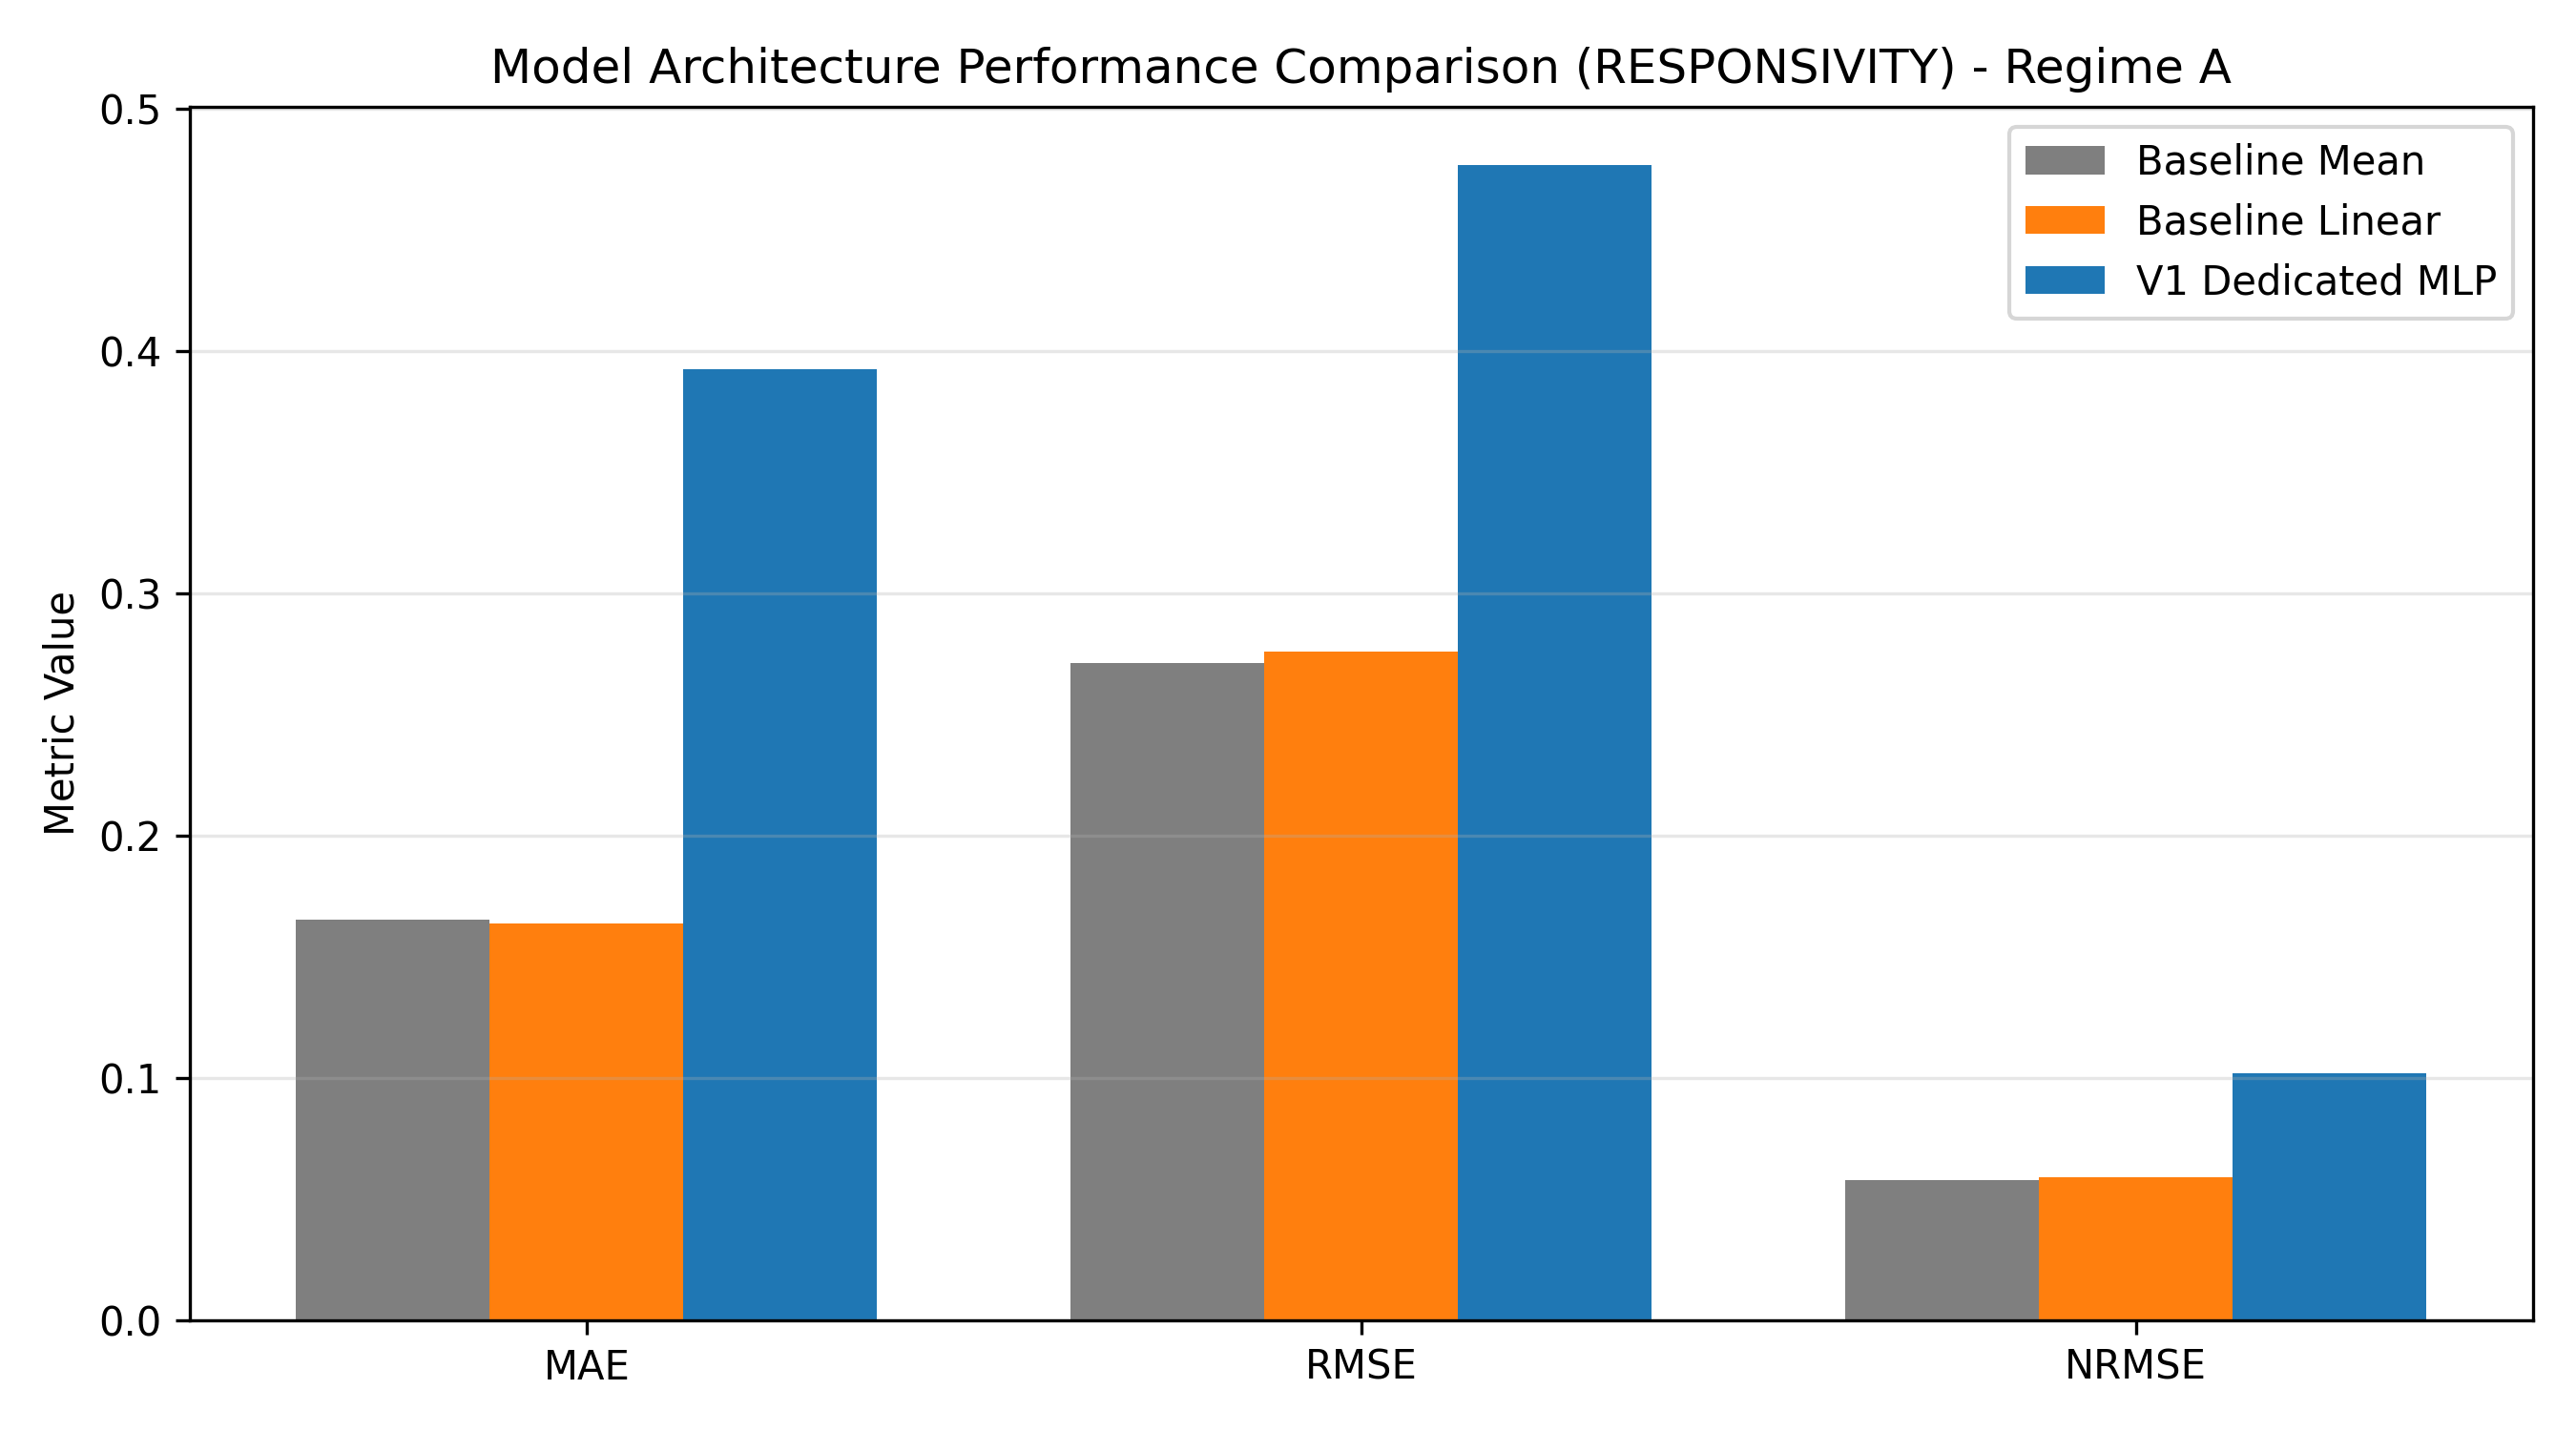 Model Architecture Performance Comparison (RESPONSIVITY) - Regime A
0.5
0.4
0.3
0.2
0.1
0.0
Metric Value
Baseline Mean
Baseline Linear
V1 Dedicated MLP
MAE
RMSE
NRMSE